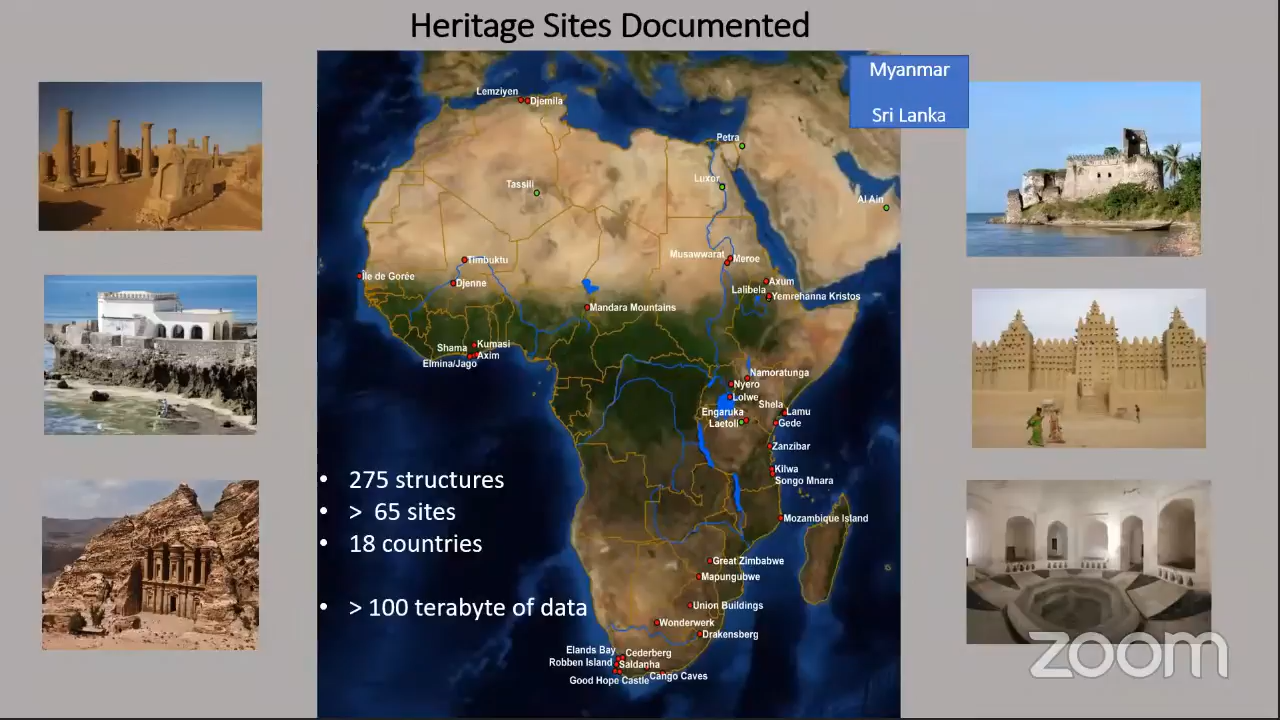 Heritage Sites Documented
Myanmar
Sri Lanka
Lemziyen
Djemila
Petra
Tassili
Luxor
Al Ain
Musawwarat
Meroe
Timbuktu
Île de Gorée
Djenne
Axum
Lalibela
Yemrehanna Kristos
Mandara Mountains
Shama
Kumasi
Axim
Elmina/Jago
Namoratunga
Nyero
Lolwe
Shela
Lamu
Engaruka
Laetoli
Gede
Zanzibar
Kilwa
Songo Mnara
• 275 structures
• > 65 sites
• 18 countries
Mozambique Island
Great Zimbabwe
Mapungubwe
• > 100 terabyte of data
Union Buildings
Wonderwerk
Drakensberg
Elands Bay
Cederberg
Robben Island
Saldanha
Good Hope Castle
Cango Caves
zoom